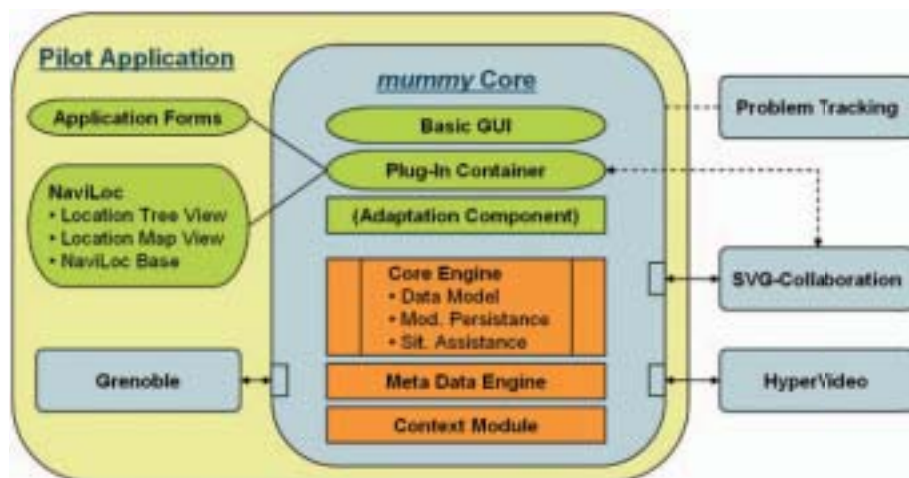 Pilot Application
mummy Core
Application Forms
Basic GUI
Problem Tracking
Plug-In Container
NaviLoc
• Location Tree View
• Location Map View
• NaviLoc Base
(Adaptation Component)
Core Engine
• Data Model
• Mod. Persistance
• Sit. Assistance
SVG-Collaboration
Grenoble
Meta Data Engine
HyperVideo
Context Module